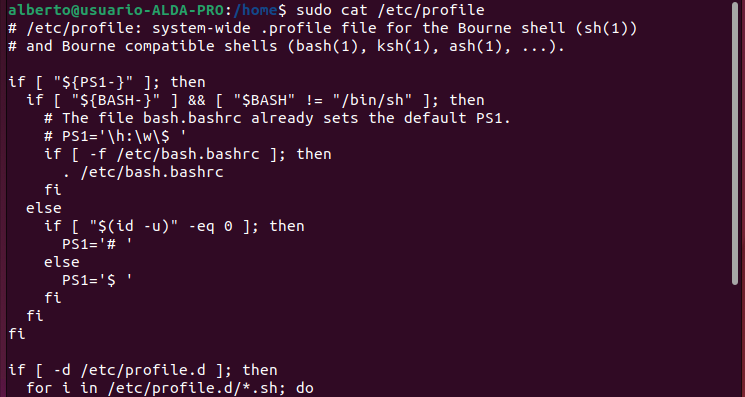 alberto@usuario-ALDA-PRO:/home$ sudo cat /etc/profile
# /etc/profile: system-wide .profile file for the Bourne shell (sh(1))
# and Bourne compatible shells (bash(1), ksh(1), ash(1), ...).

if [ "${PS1-}" ]; then
  if [ "${BASH-}" ] && [ "$BASH" != "/bin/sh" ]; then
    # The file bash.bashrc already sets the default PS1.
    # PS1='\h:\w\$ '
    if [ -f /etc/bash.bashrc ]; then
      . /etc/bash.bashrc
    fi
  else
    if [ "$(id -u)" -eq 0 ]; then
      PS1='# '
    else
      PS1='$ '
    fi
  fi
fi

if [ -d /etc/profile.d ]; then
  for i in /etc/profile.d/*.sh; do